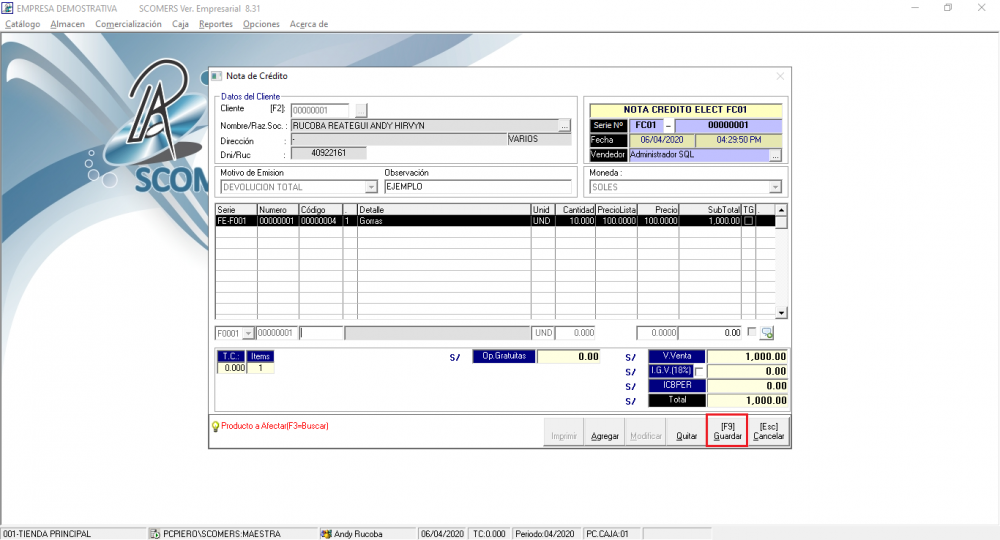 EMPRESA DEMOSTRATIVA SCOMERS Ver. Empresarial 8.31
Catálogo Almacen Comercialización Caja Reportes Opciones Acerca de
SCOM
Nota de Crédito
Datos del Cliente
Cliente [F2]: 00000001
Nombre/Raz.Soc. : RUCOBA REATEGUI ANDY HIRVYN ...
Dirección : - VARIOS
Dni/Ruc : 40922161
NOTA CREDITO ELECT FC01
Serie Nº FC01 - 00000001
Fecha 06/04/2020 04:29:50 PM
Vendedor Administrador SQL ...
Motivo de Emision Observación Moneda :
DEVOLUCION TOTAL EJEMPLO SOLES
Serie Numero Código Detalle Unid Cantidad PrecioLista Precio SubTotal TG .
FE-F001 00000001 00000004 1 Gorras UND 10.000 100.0000 100.0000 1,000.00
F0001 00000001 UND 0.000 0.0000 0.00
T.C.: Items S/ Op.Gratuitas 0.00 S/ V.Venta 1,000.00
0.000 1 S/ I.G.V.(18%) 0.00
S/ ICBPER 0.00
S/ Total 1,000.00
Producto a Afectar(F3=Buscar)
Imprimir Agregar Modificar Quitar [F9] Guardar [Esc] Cancelar
001-TIENDA PRINCIPAL PCPIERO\SCOMERS:MAESTRA Andy Rucoba 06/04/2020 TC:0.000 Periodo:04/2020 PC.CAJA:01